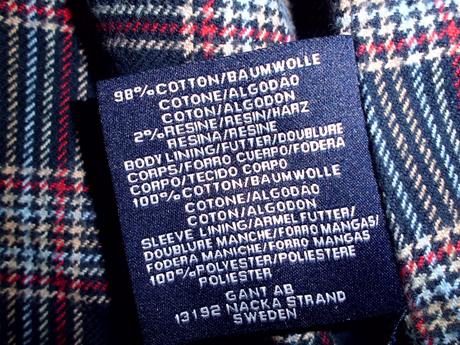 98%COTTON/BAUMWOLLE
COTONE/ALGODAO
COTON/ALGODON
2%RESINE/RESIN/HARZ
RESINA/RESINE
BODY LINING/FUTTER/DOUBLURE
CORPS/FORRO CUERPO/FODERA
CORPO/TECIDO CORPO
100%COTTON/BAUMWOLLE
COTONE/ALGODAO
COTON/ALGODON
SLEEVE LINING/ARMELFUTTER/
DOUBLURE MANCHE/FORRO MANGAS/
FODERA MANICHE/FORRO MANGAS
100%POLYESTER/POLIESTERE
POLIESTER
GANT AB
13192 NACKA STRAND
SWEDEN